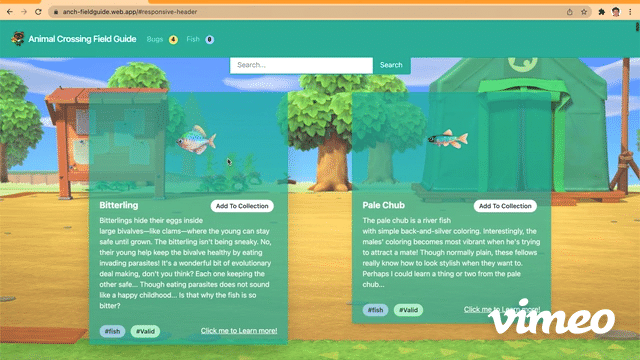 anch-fieldguide.web.app/#responsive-header
Animal Crossing Field Guide
Bugs 4
Fish 0
Search...
Search
Bitterling
Add To Collection
Bitterlings hide their eggs inside
large bivalves—like clams—where the young can stay
safe until grown. The bitterling isn't being sneaky. No,
their young help keep the bivalve healthy by eating
invading parasites! It's a wonderful bit of evolutionary
deal making, don't you think? Each one keeping the
other safe... Though eating parasites does not sound
like a happy childhood... Is that why the fish is so
bitter?
#fish
#Valid
Click me to Learn more!
Pale Chub
Add To Collection
The pale chub is a river fish
with simple back-and-silver coloring. Interestingly, the
males' coloring becomes most vibrant when he's trying
to attract a mate! Though normally plain, these fellows
really know how to look stylish when they want to.
Perhaps I could learn a thing or two from the pale
chub...
#fish
#Valid
Click me to Learn more!
vimeo